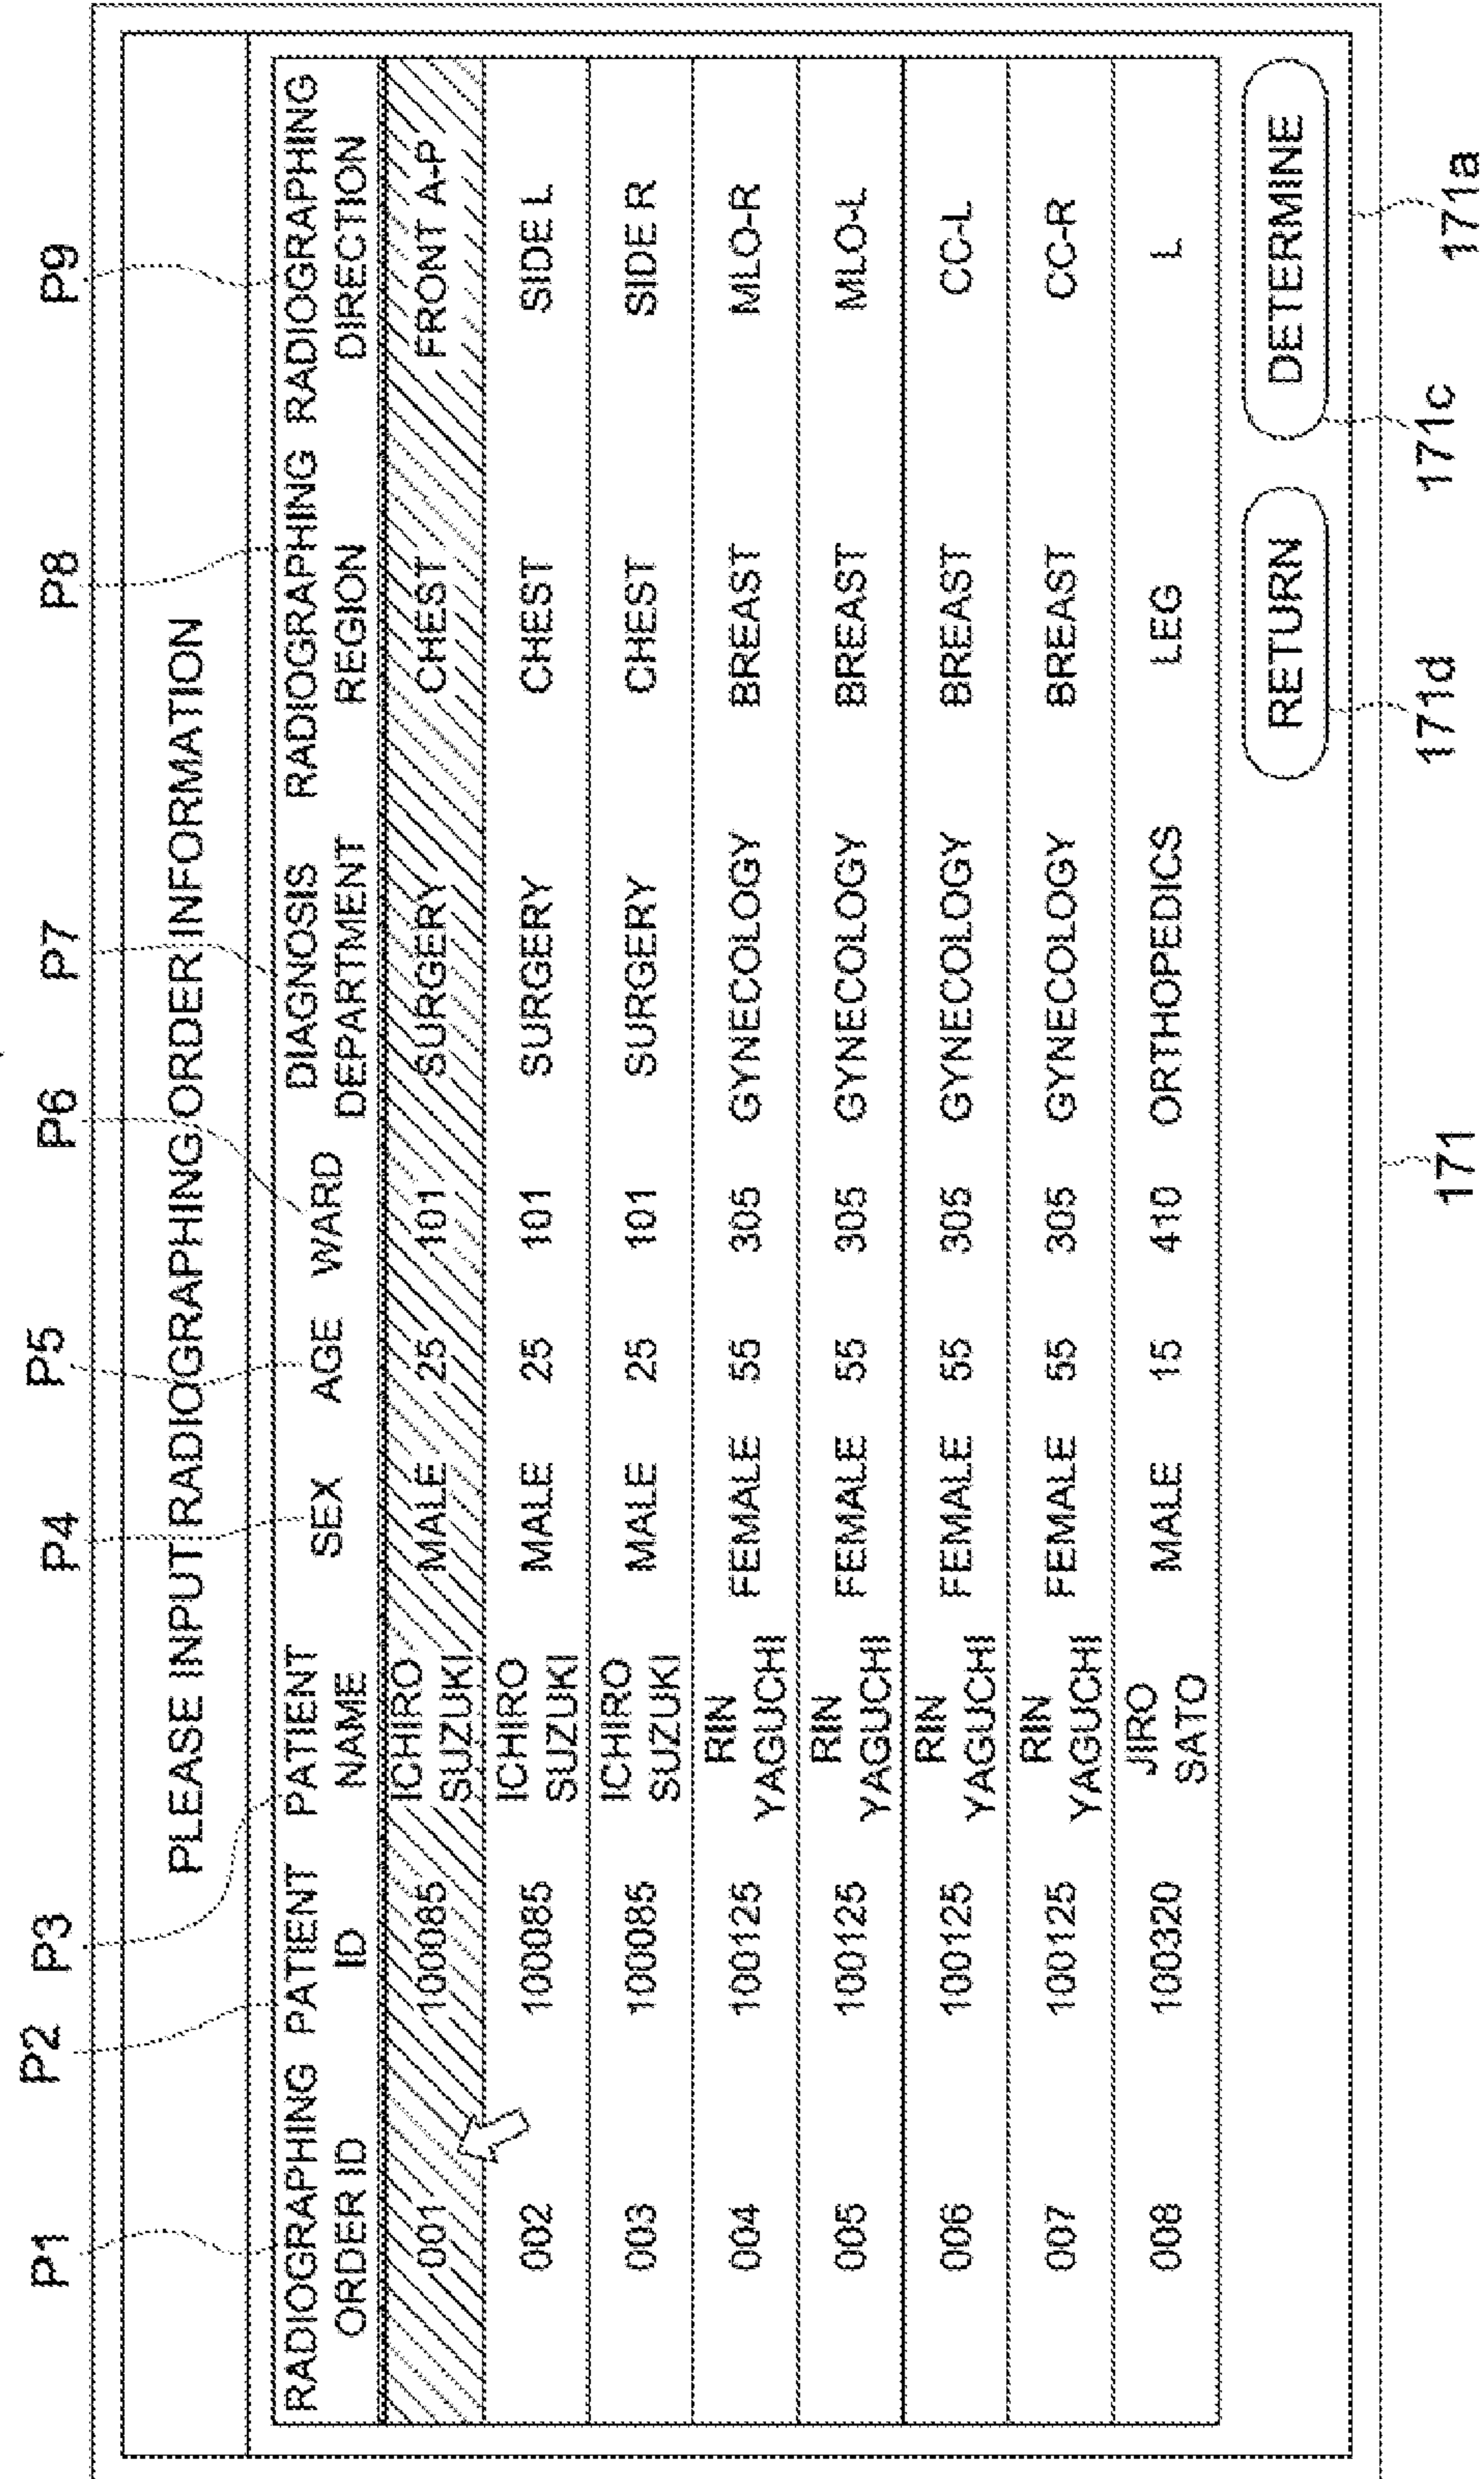 P1 P2 P3 P4 P5 P6 P7 P8 P9
PLEASE INPUT RADIOGRAPHING ORDER INFORMATION
RADIOGRAPHING PATIENT PATIENT SEX AGE WARD DIAGNOSIS RADIOGRAPHING RADIOGRAPHING
ORDER ID ID NAME DEPARTMENT REGION DIRECTION
001 100085 ICHIRO SUZUKI MALE 25 101 SURGERY CHEST FRONT A-P
002 100085 ICHIRO SUZUKI MALE 25 101 SURGERY CHEST SIDE L
003 100085 ICHIRO SUZUKI MALE 25 101 SURGERY CHEST SIDE R
004 100125 RIN YAGUCHI FEMALE 55 305 GYNECOLOGY BREAST MLO-R
005 100125 RIN YAGUCHI FEMALE 55 305 GYNECOLOGY BREAST MLO-L
006 100125 RIN YAGUCHI FEMALE 55 305 GYNECOLOGY BREAST CC-L
007 100125 RIN YAGUCHI FEMALE 55 305 GYNECOLOGY BREAST CC-R
008 100320 JIRO SATO MALE 15 410 ORTHOPEDICS LEG L
RETURN DETERMINE
171 171d 171c 171a